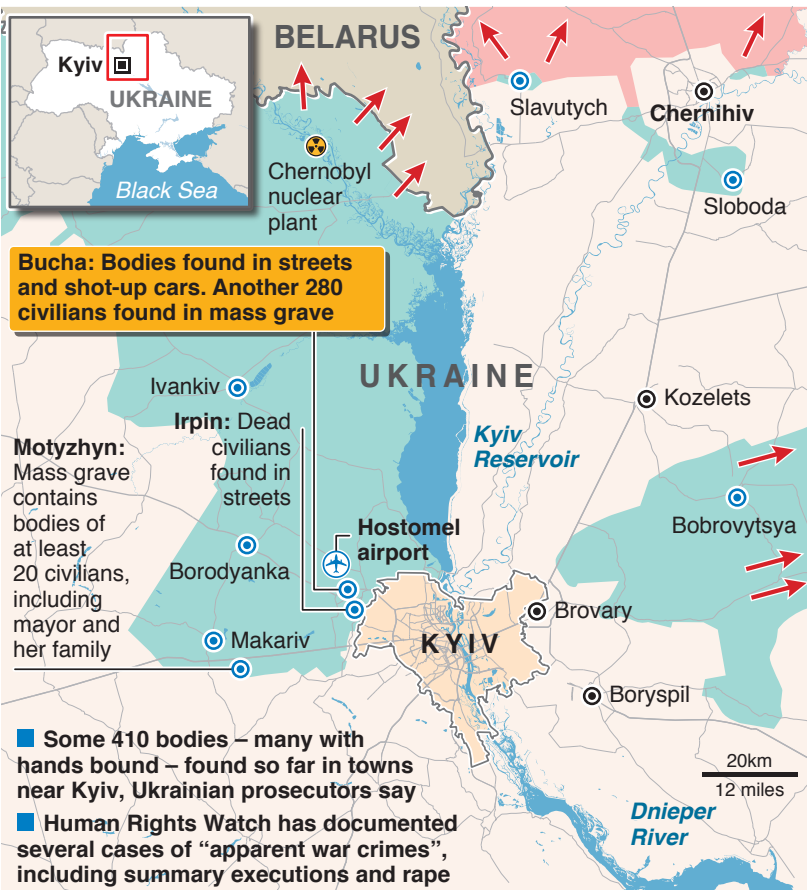 BELARUS
Kyiv
UKRAINE
Black Sea
Slavutych
Chernihiv
Sloboda
Chernobyl
nuclear
plant
Bucha: Bodies found in streets
and shot-up cars. Another 280
civilians found in mass grave
UKRAINE
Ivankiv
Kozelets
Irpin: Dead
civilians
found in
streets
Kyiv
Reservoir
Motyzhyn:
Mass grave
contains
bodies of
at least
20 civilians,
including
mayor and
her family
Bobrovytsya
Hostomel
airport
Borodyanka
Makariv
Brovary
KYIV
Boryspil
Some 410 bodies – many with
hands bound – found so far in towns
near Kyiv, Ukrainian prosecutors say
20km
12 miles
Human Rights Watch has documented
several cases of “apparent war crimes”,
including summary executions and rape
Dnieper
River